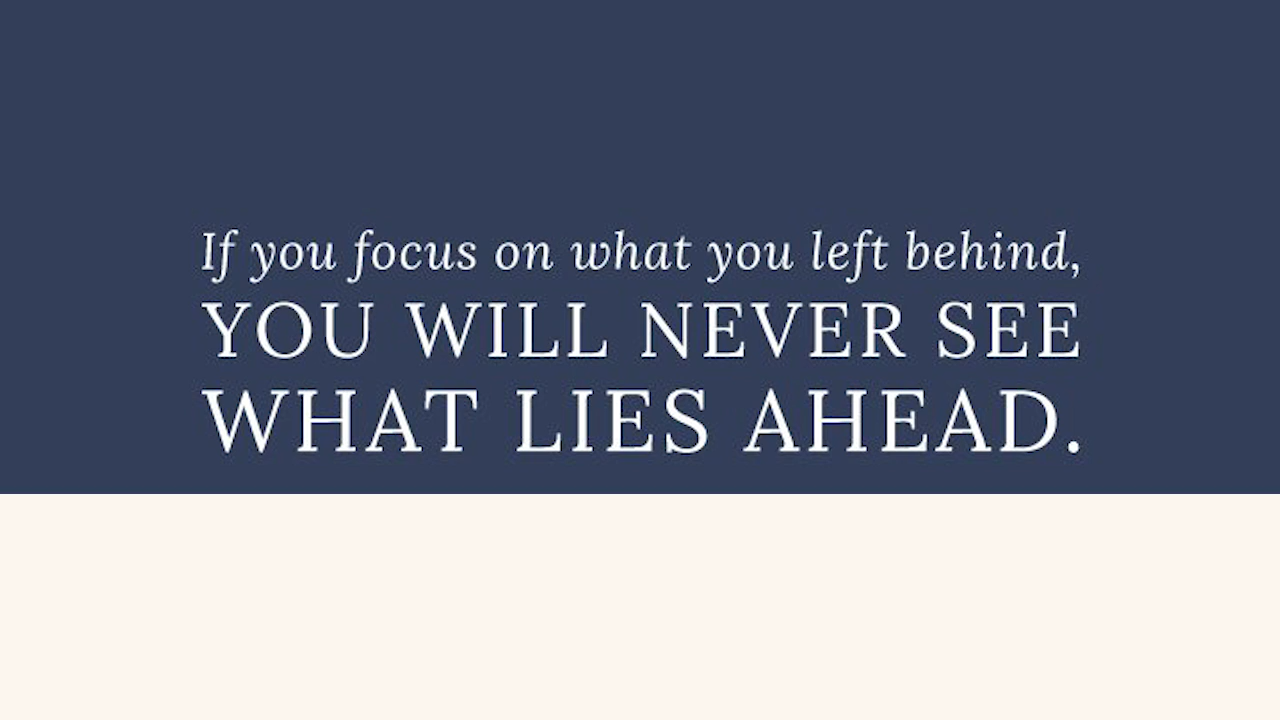 If you focus on what you left behind,
YOU WILL NEVER SEE
WHAT LIES AHEAD.